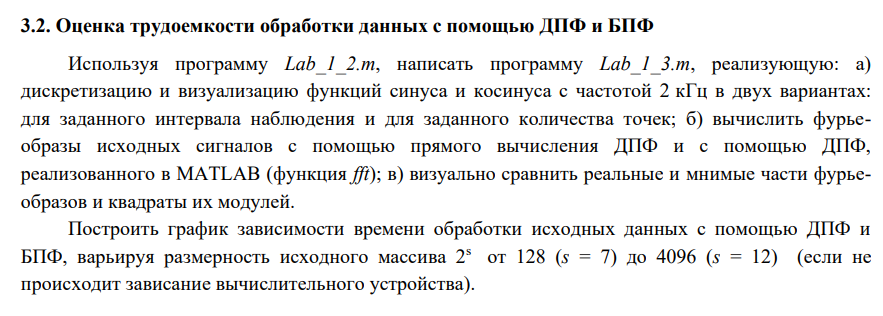 3.2. Оценка трудоемкости обработки данных с помощью ДПФ и БПФ
Используя программу Lab_1_2.m, написать программу Lab_1_3.m, реализующую: а)
дискретизацию и визуализацию функций синуса и косинуса с частотой 2 кГц в двух вариантах:
для заданного интервала наблюдения и для заданного количества точек; б) вычислить фурье-
образы исходных сигналов с помощью прямого вычисления ДПФ и с помощью ДПФ,
реализованного в MATLAB (функция fft); в) визуально сравнить реальные и мнимые части фурье-
образов и квадраты их модулей.
Построить график зависимости времени обработки исходных данных с помощью ДПФ и
БПФ, варьируя размерность исходного массива 2ˢ от 128 (s = 7) до 4096 (s = 12) (если не
происходит зависание вычислительного устройства).